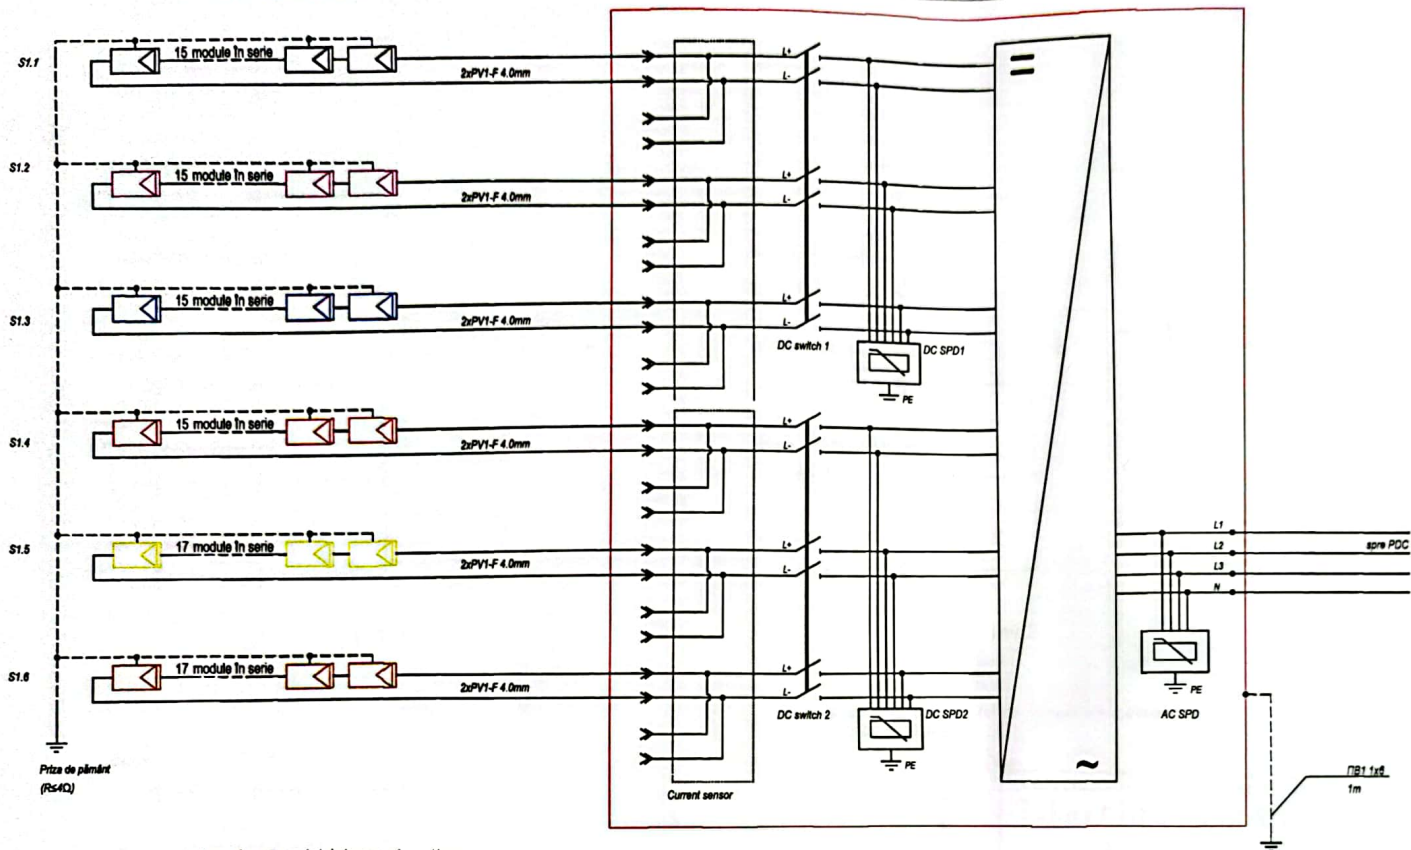 S1.1
15 module în serie
2xPV1-F 4.0mm
L+
L-
S1.2
15 module în serie
2xPV1-F 4.0mm
L+
L-
S1.3
15 module în serie
2xPV1-F 4.0mm
L+
L-
DC switch 1
DC SPD1
PE
S1.4
15 module în serie
2xPV1-F 4.0mm
L+
L-
S1.5
17 module în serie
2xPV1-F 4.0mm
L+
L-
L1
L2
spre PDC
L3
N
S1.6
17 module în serie
2xPV1-F 4.0mm
L+
L-
DC switch 2
DC SPD2
PE
PE
AC SPD
Priza de pământ
(R≤4Ω)
Current sensor
ПВ1 1x6
1m